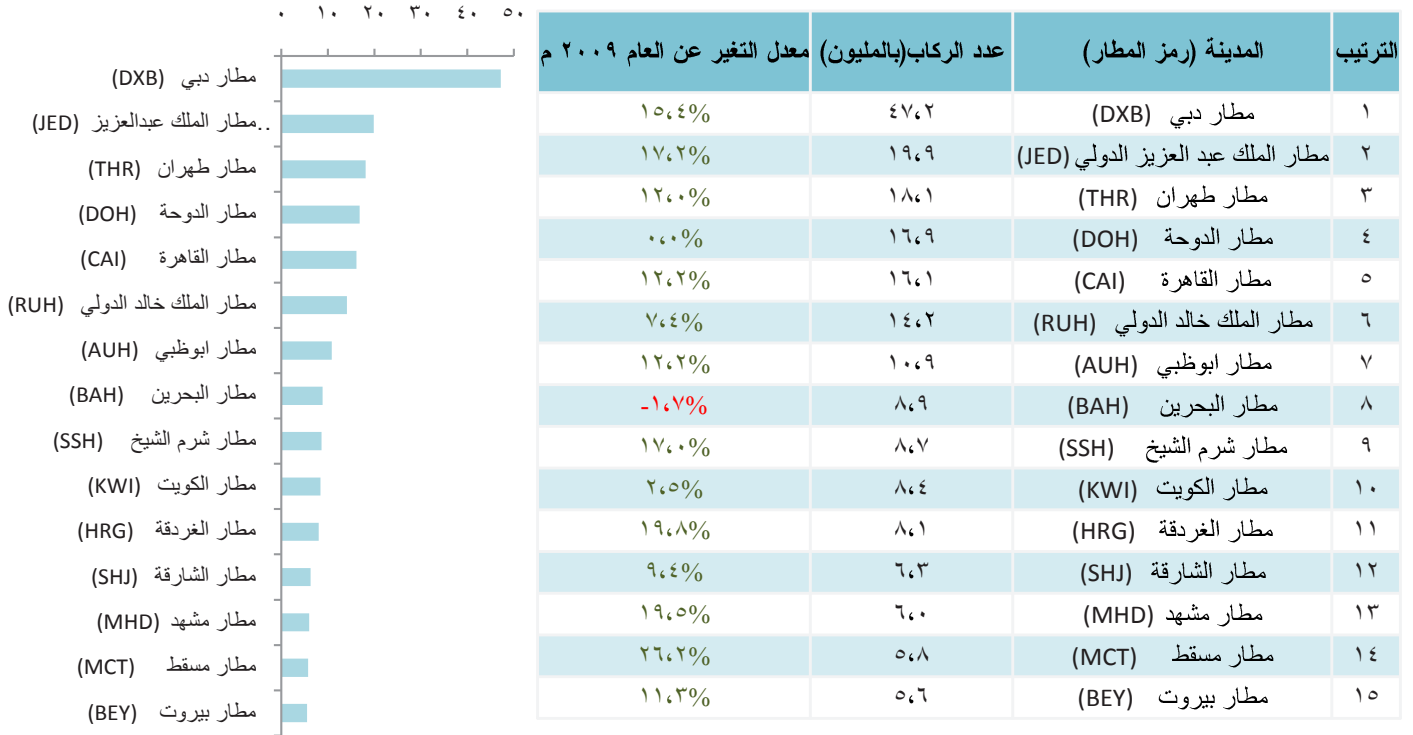 ٠ ١٠ ٢٠ ٣٠ ٤٠ ٥٠
مطار دبي (DXB)
مطار الملك عبدالعزيز (JED)..
مطار طهران (THR)
مطار الدوحة (DOH)
مطار القاهرة (CAI)
مطار الملك خالد الدولي (RUH)
مطار ابوظبي (AUH)
مطار البحرين (BAH)
مطار شرم الشيخ (SSH)
مطار الكويت (KWI)
مطار الغردقة (HRG)
مطار الشارقة (SHJ)
مطار مشهد (MHD)
مطار مسقط (MCT)
مطار بيروت (BEY)
الترتيب المدينة (رمز المطار) عدد الركاب(بالمليون) معدل التغير عن العام ٢٠٠٩ م
١ مطار دبي (DXB) ٤٧،٢ ١٥،٤%
٢ مطار الملك عبد العزيز الدولي (JED) ١٩،٩ ١٧،٢%
٣ مطار طهران (THR) ١٨،١ ١٢،٠%
٤ مطار الدوحة (DOH) ١٦،٩ ٠،٠%
٥ مطار القاهرة (CAI) ١٦،١ ١٢،٢%
٦ مطار الملك خالد الدولي (RUH) ١٤،٢ ٧،٤%
٧ مطار ابوظبي (AUH) ١٠،٩ ١٢،٢%
٨ مطار البحرين (BAH) ٨،٩ -١،٧%
٩ مطار شرم الشيخ (SSH) ٨،٧ ١٧،٠%
١٠ مطار الكويت (KWI) ٨،٤ ٢،٥%
١١ مطار الغردقة (HRG) ٨،١ ١٩،٨%
١٢ مطار الشارقة (SHJ) ٦،٣ ٩،٤%
١٣ مطار مشهد (MHD) ٦،٠ ١٩،٥%
١٤ مطار مسقط (MCT) ٥،٨ ٢٦،٢%
١٥ مطار بيروت (BEY) ٥،٦ ١١،٣%